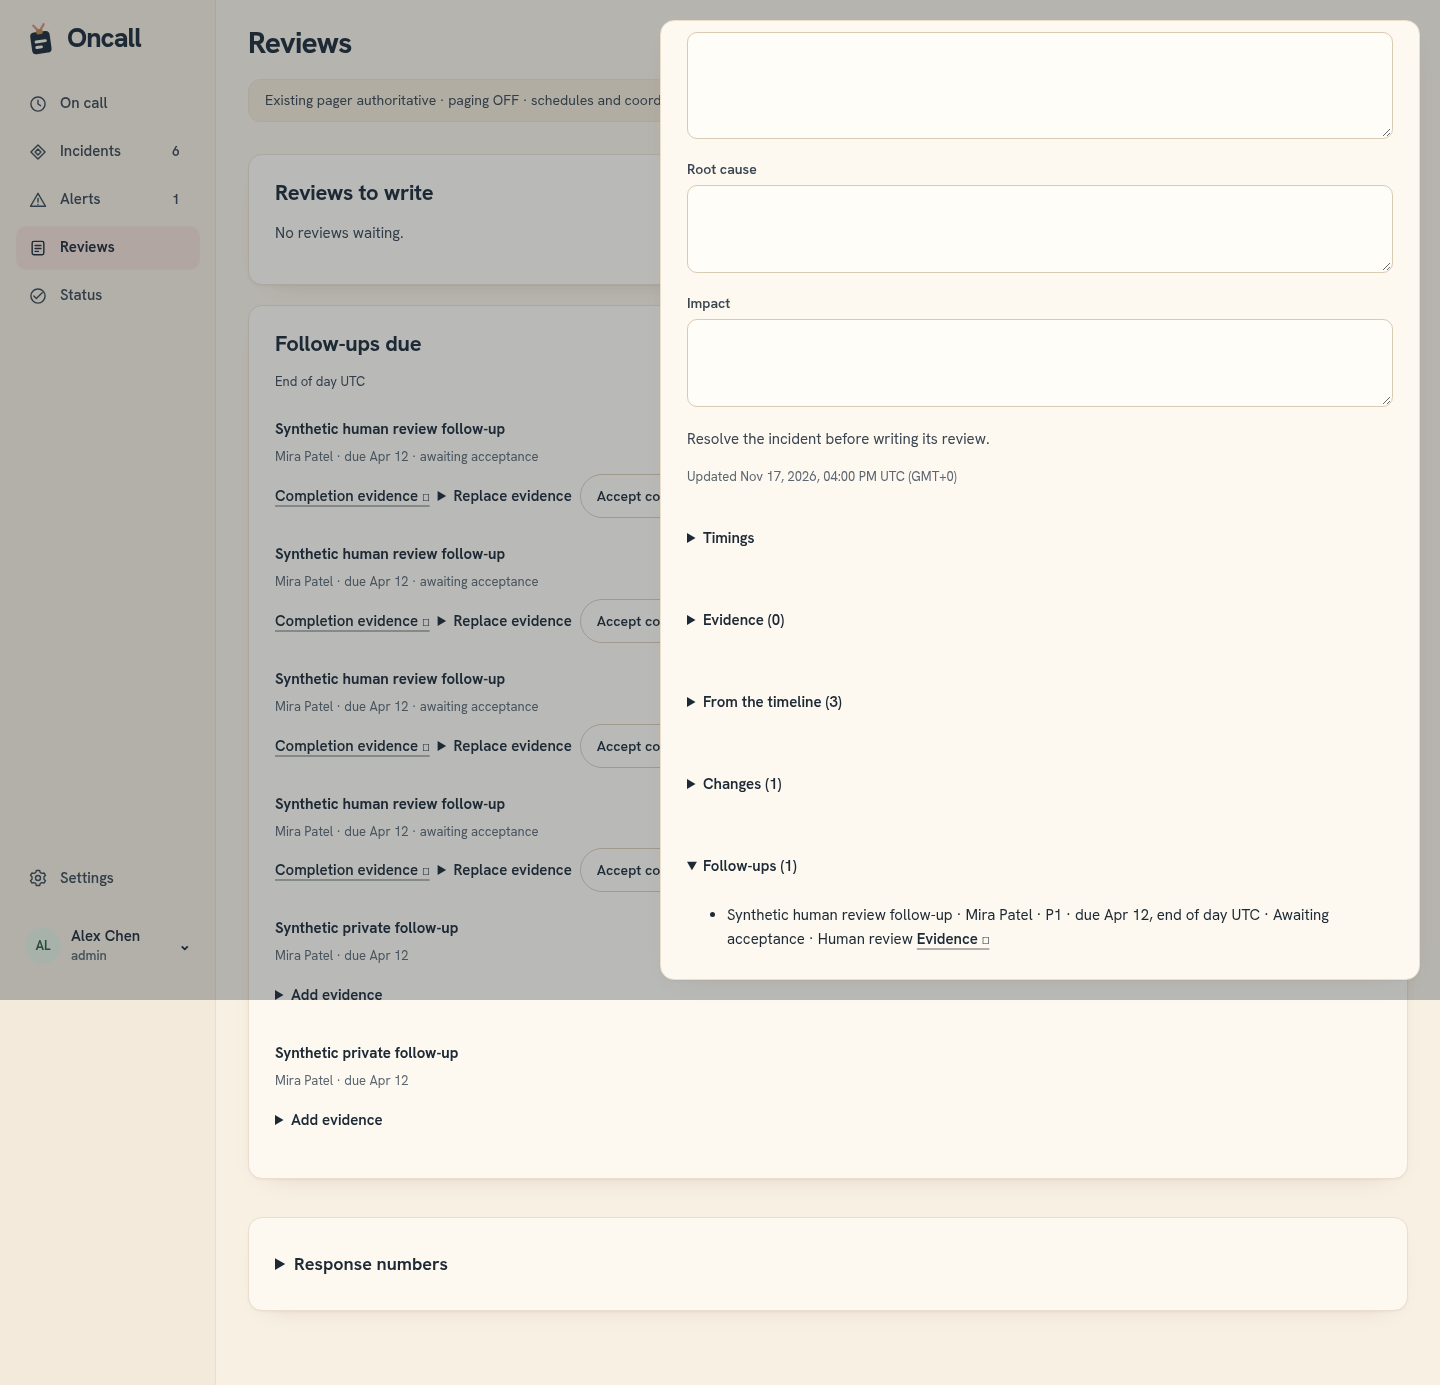 Oncall
On call
Incidents 6
Alerts 1
Reviews
Status
Settings
AL
Alex Chen
admin
Reviews
Existing pager authoritative · paging OFF · schedules and coord
Reviews to write
No reviews waiting.
Follow-ups due
End of day UTC
Synthetic human review follow-up
Mira Patel · due Apr 12 · awaiting acceptance
Completion evidence Replace evidence Accept co
Synthetic human review follow-up
Mira Patel · due Apr 12 · awaiting acceptance
Completion evidence Replace evidence Accept co
Synthetic human review follow-up
Mira Patel · due Apr 12 · awaiting acceptance
Completion evidence Replace evidence Accept co
Synthetic human review follow-up
Mira Patel · due Apr 12 · awaiting acceptance
Completion evidence Replace evidence Accept co
Synthetic private follow-up
Mira Patel · due Apr 12
Add evidence
Synthetic private follow-up
Mira Patel · due Apr 12
Add evidence
Response numbers
Root cause
Impact
Resolve the incident before writing its review.
Updated Nov 17, 2026, 04:00 PM UTC (GMT+0)
Timings
Evidence (0)
From the timeline (3)
Changes (1)
Follow-ups (1)
Synthetic human review follow-up · Mira Patel · P1 · due Apr 12, end of day UTC · Awaiting
acceptance · Human review Evidence